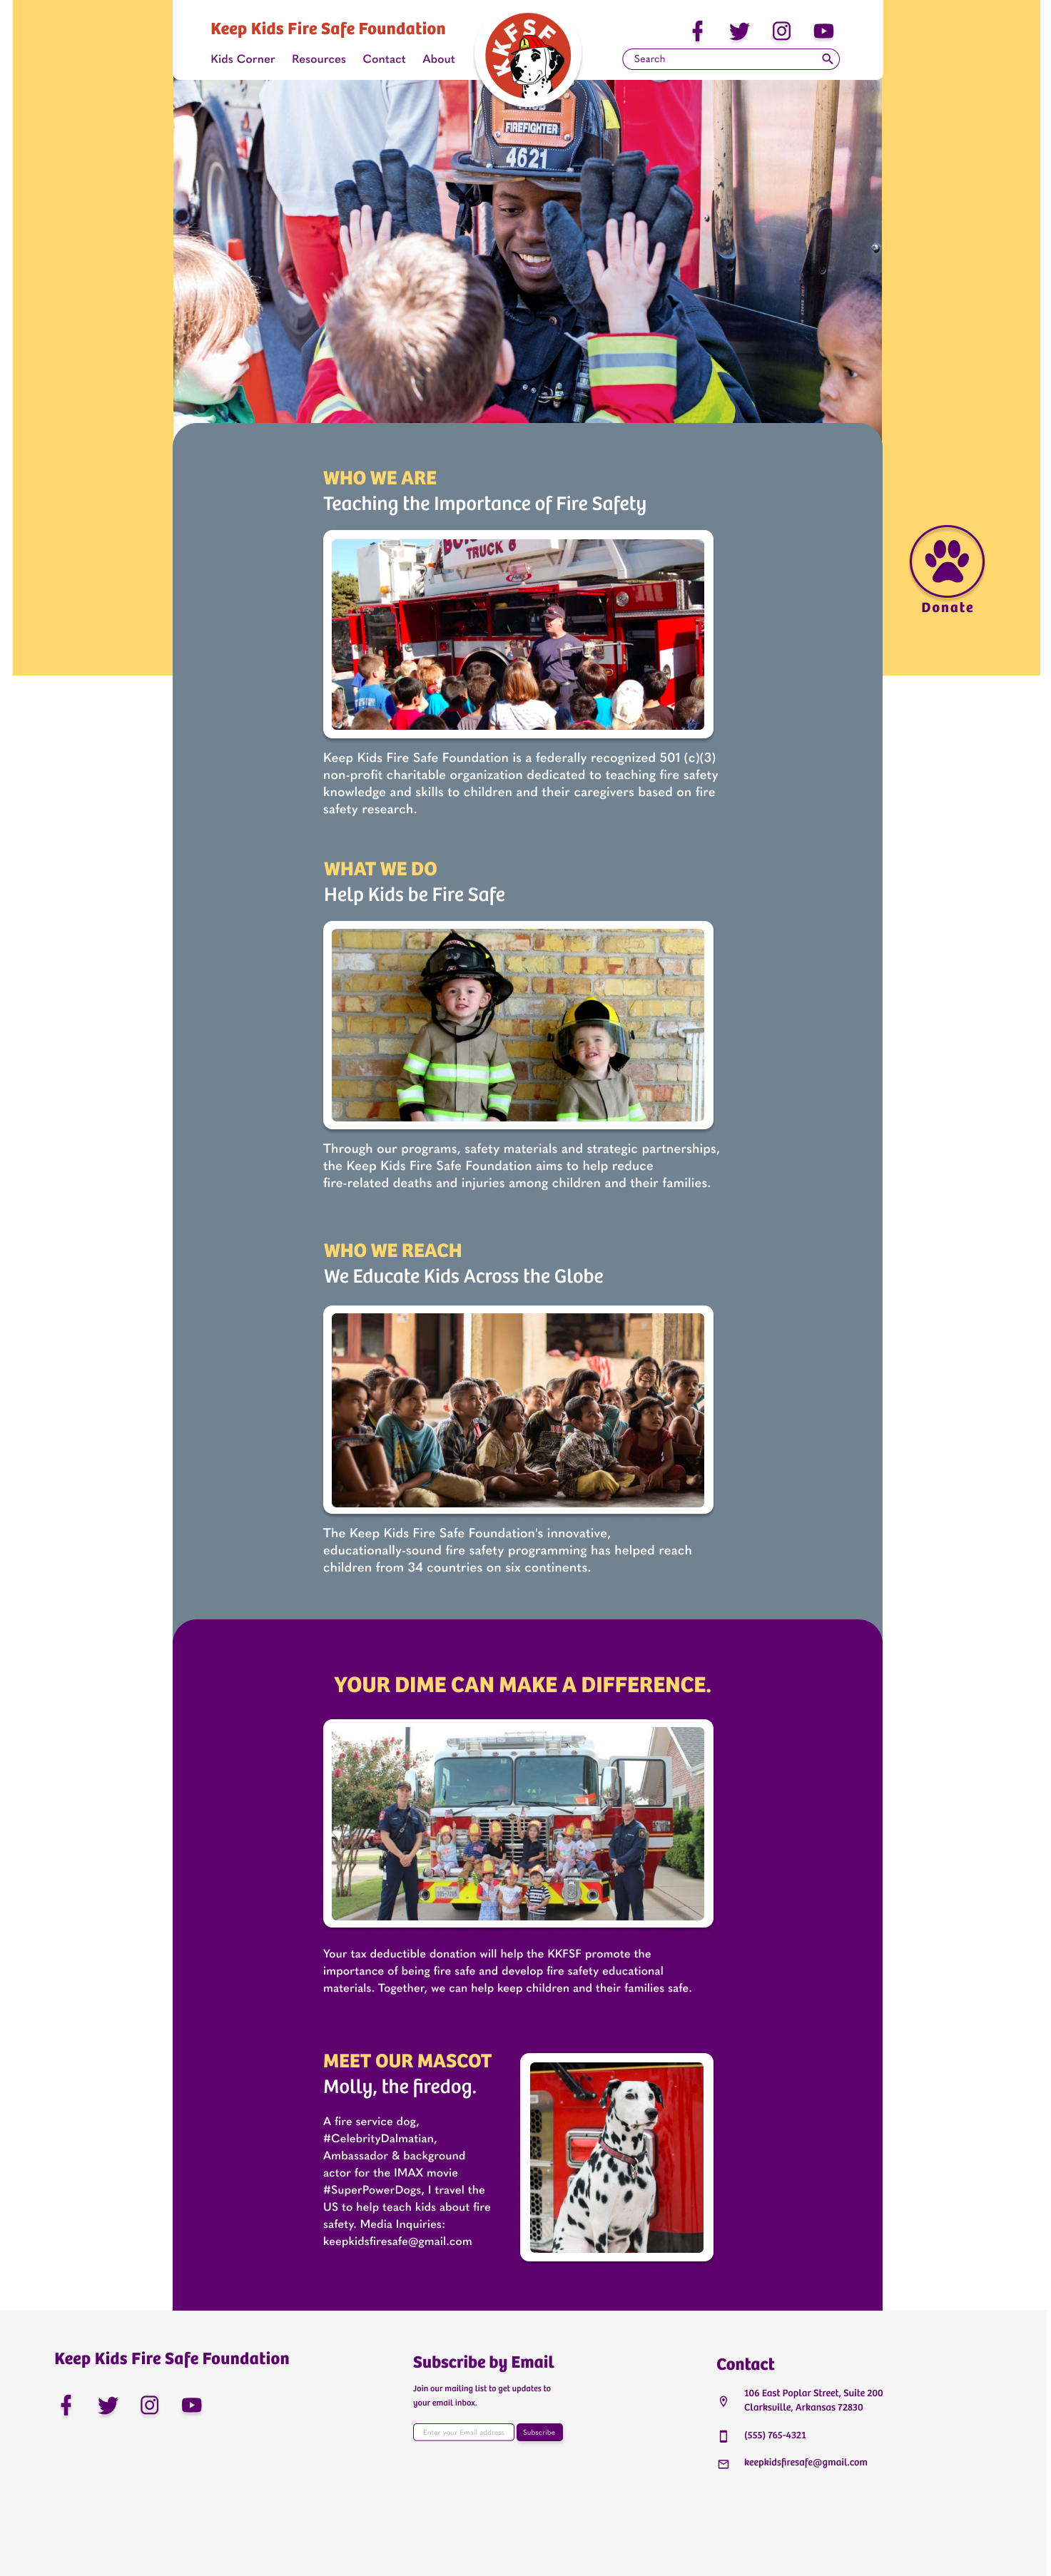 Keep Kids Fire Safe Foundation
Kids Corner Resources Contact About
KKFSF
Search
FIREFIGHTER
4621
WHO WE ARE
Teaching the Importance of Fire Safety
TRUCK 6
Donate
Keep Kids Fire Safe Foundation is a federally recognized 501 (c)(3)
non-profit charitable organization dedicated to teaching fire safety
knowledge and skills to children and their caregivers based on fire
safety research.
WHAT WE DO
Help Kids be Fire Safe
Through our programs, safety materials and strategic partnerships,
the Keep Kids Fire Safe Foundation aims to help reduce
fire-related deaths and injuries among children and their families.
WHO WE REACH
We Educate Kids Across the Globe
The Keep Kids Fire Safe Foundation's innovative,
educationally-sound fire safety programming has helped reach
children from 34 countries on six continents.
YOUR DIME CAN MAKE A DIFFERENCE.
Your tax deductible donation will help the KKFSF promote the
importance of being fire safe and develop fire safety educational
materials. Together, we can help keep children and their families safe.
MEET OUR MASCOT
Molly, the firedog.
A fire service dog,
#CelebrityDalmatian,
Ambassador & background
actor for the IMAX movie
#SuperPowerDogs, I travel the
US to help teach kids about fire
safety. Media Inquiries:
keepkidsfiresafe@gmail.com
Keep Kids Fire Safe Foundation
Subscribe by Email
Join our mailing list to get updates to
your email inbox.
Enter your Email address
Subscribe
Contact
106 East Poplar Street, Suite 200
Clarksville, Arkansas 72830
(555) 765-4321
keepkidsfiresafe@gmail.com